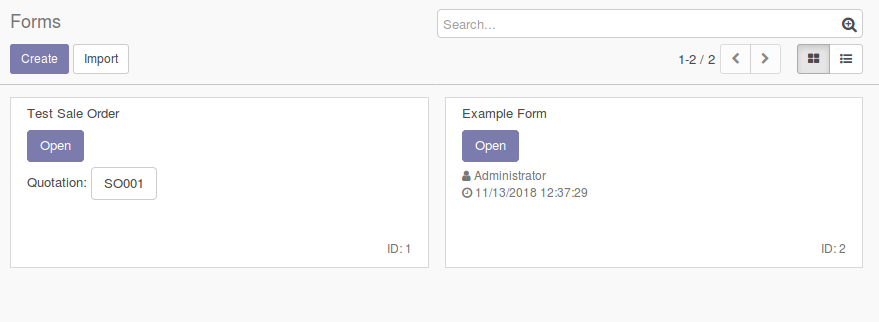 Forms
Search...
Create Import
1-2 / 2
Test Sale Order
Open
Quotation: SO001
ID: 1
Example Form
Open
Administrator
11/13/2018 12:37:29
ID: 2